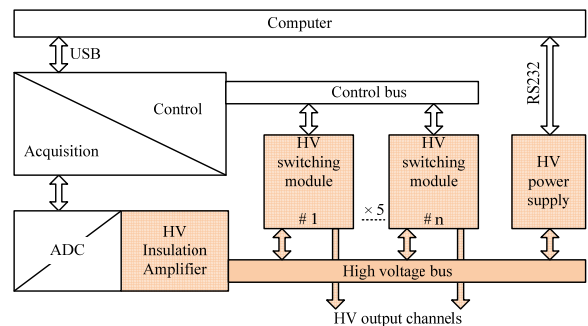 Computer
USB
RS232
Control
Control bus
Acquisition
HV
switching
module
# 1
× 5
HV
switching
module
# n
HV
power
supply
ADC
HV
Insulation
Amplifier
High voltage bus
HV output channels